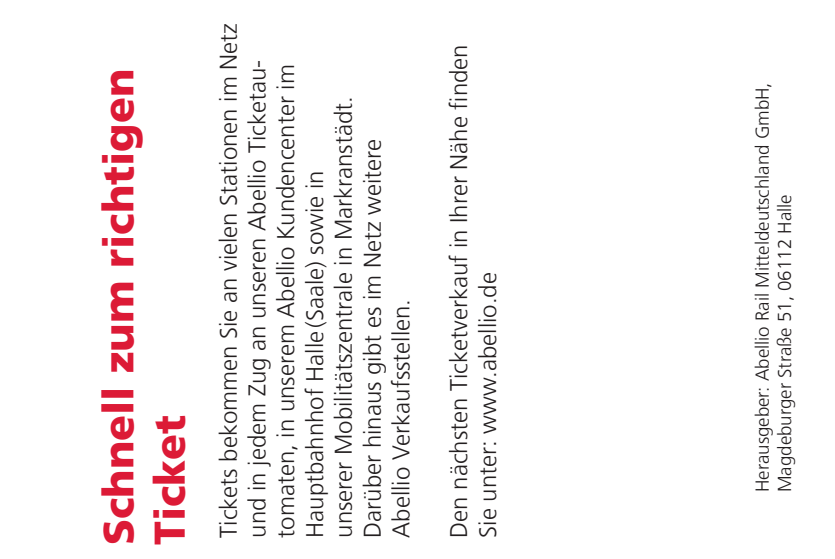 Schnell zum richtigen
Ticket
Tickets bekommen Sie an vielen Stationen im Netz
und in jedem Zug an unseren Abellio Ticketau-
tomaten, in unserem Abellio Kundencenter im
Hauptbahnhof Halle(Saale) sowie in
unserer Mobilitätszentrale in Markranstädt.
Darüber hinaus gibt es im Netz weitere
Abellio Verkaufsstellen.
Den nächsten Ticketverkauf in Ihrer Nähe finden
Sie unter: www.abellio.de
Herausgeber: Abellio Rail Mitteldeutschland GmbH,
Magdeburger Straße 51, 06112 Halle